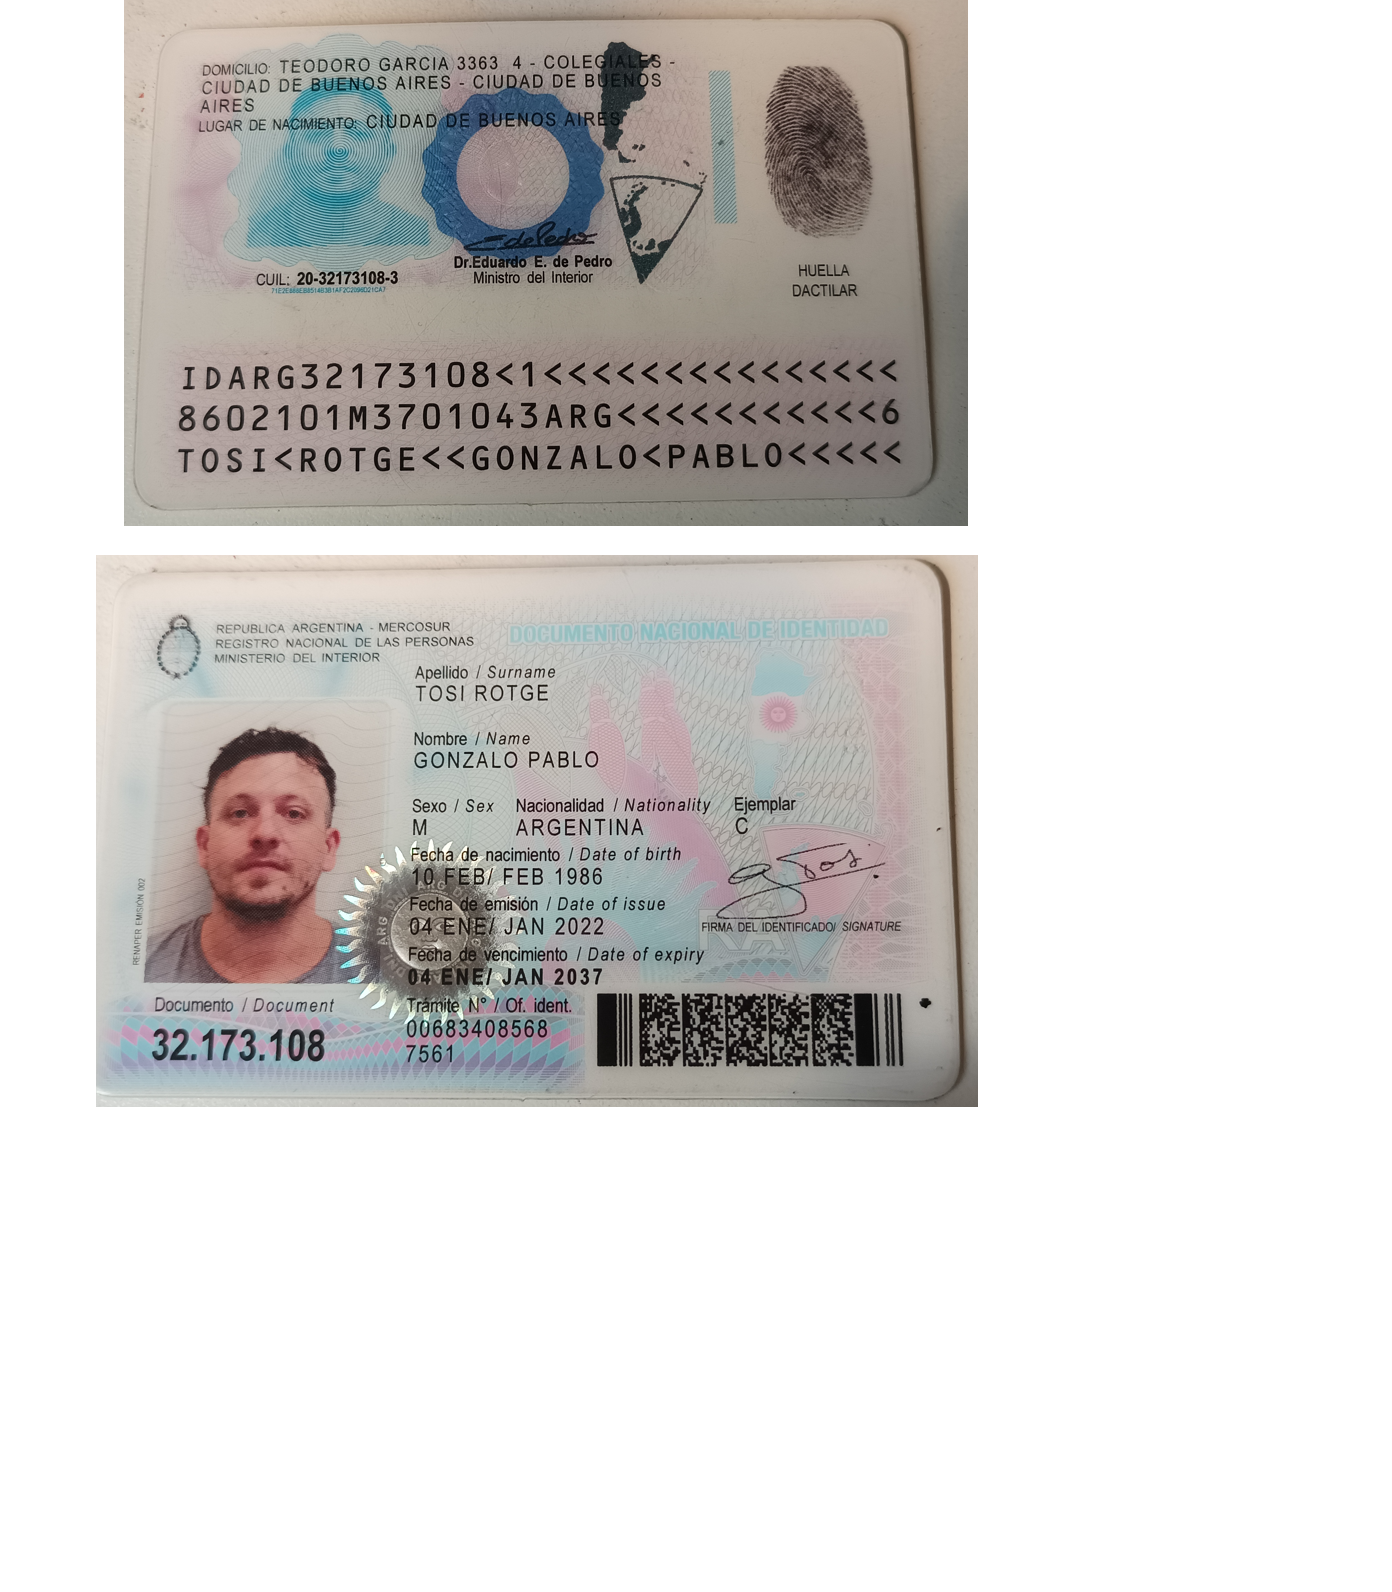 DOMICILIO: TEODORO GARCIA 3363 4 - COLEGIALES -
CIUDAD DE BUENOS AIRES - CIUDAD DE BUENOS
AIRES
LUGAR DE NACIMIENTO: CIUDAD DE BUENOS AIRES
Dr.Eduardo E. de Pedro
Ministro del Interior
CUIL: 20-32173108-3
HUELLA
DACTILAR
IDARG32173108<1<<<<<<<<<<<<<<<
8602101M3701043ARG<<<<<<<<<<<6
TOSI<ROTGE<<GONZALO<PABLO<<<<<
REPUBLICA ARGENTINA - MERCOSUR
REGISTRO NACIONAL DE LAS PERSONAS
MINISTERIO DEL INTERIOR
DOCUMENTO NACIONAL DE IDENTIDAD
Apellido / Surname
TOSI ROTGE
Nombre / Name
GONZALO PABLO
Sexo / Sex Nacionalidad / Nationality Ejemplar
M ARGENTINA C
Fecha de nacimiento / Date of birth
10 FEB/ FEB 1986
Fecha de emisión / Date of issue
04 ENE/ JAN 2022
FIRMA DEL IDENTIFICADO/ SIGNATURE
Fecha de vencimiento / Date of expiry
04 ENE/ JAN 2037
RENAPER EMISIÓN 002
Documento / Document
32.173.108
Trámite N° / Of. ident.
00683408568
7561